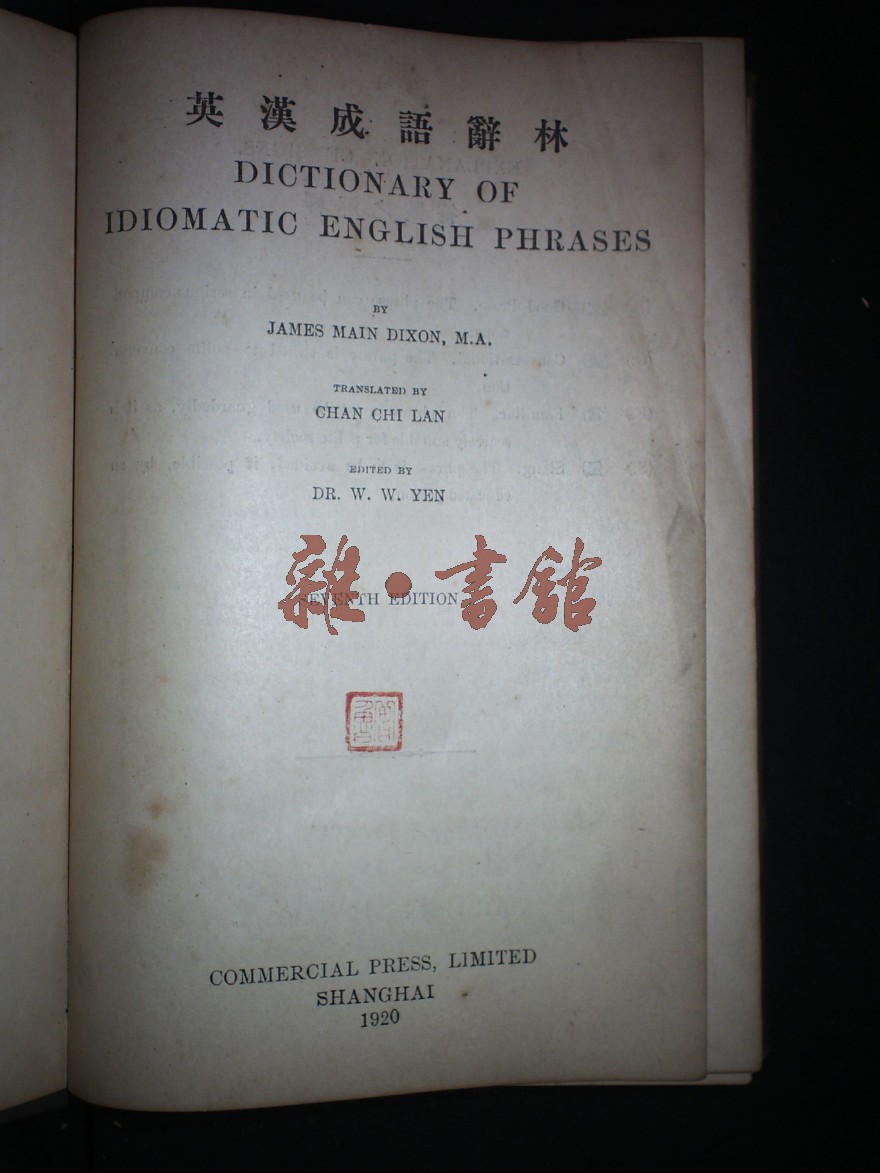 英漢成語辭林
DICTIONARY OF
IDIOMATIC ENGLISH PHRASES
BY
JAMES MAIN DIXON, M.A.
TRANSLATED BY
CHAN CHI LAN
EDITED BY
DR. W. W. YEN
雜·書館
SEVENTH EDITION
COMMERCIAL PRESS, LIMITED
SHANGHAI
1920